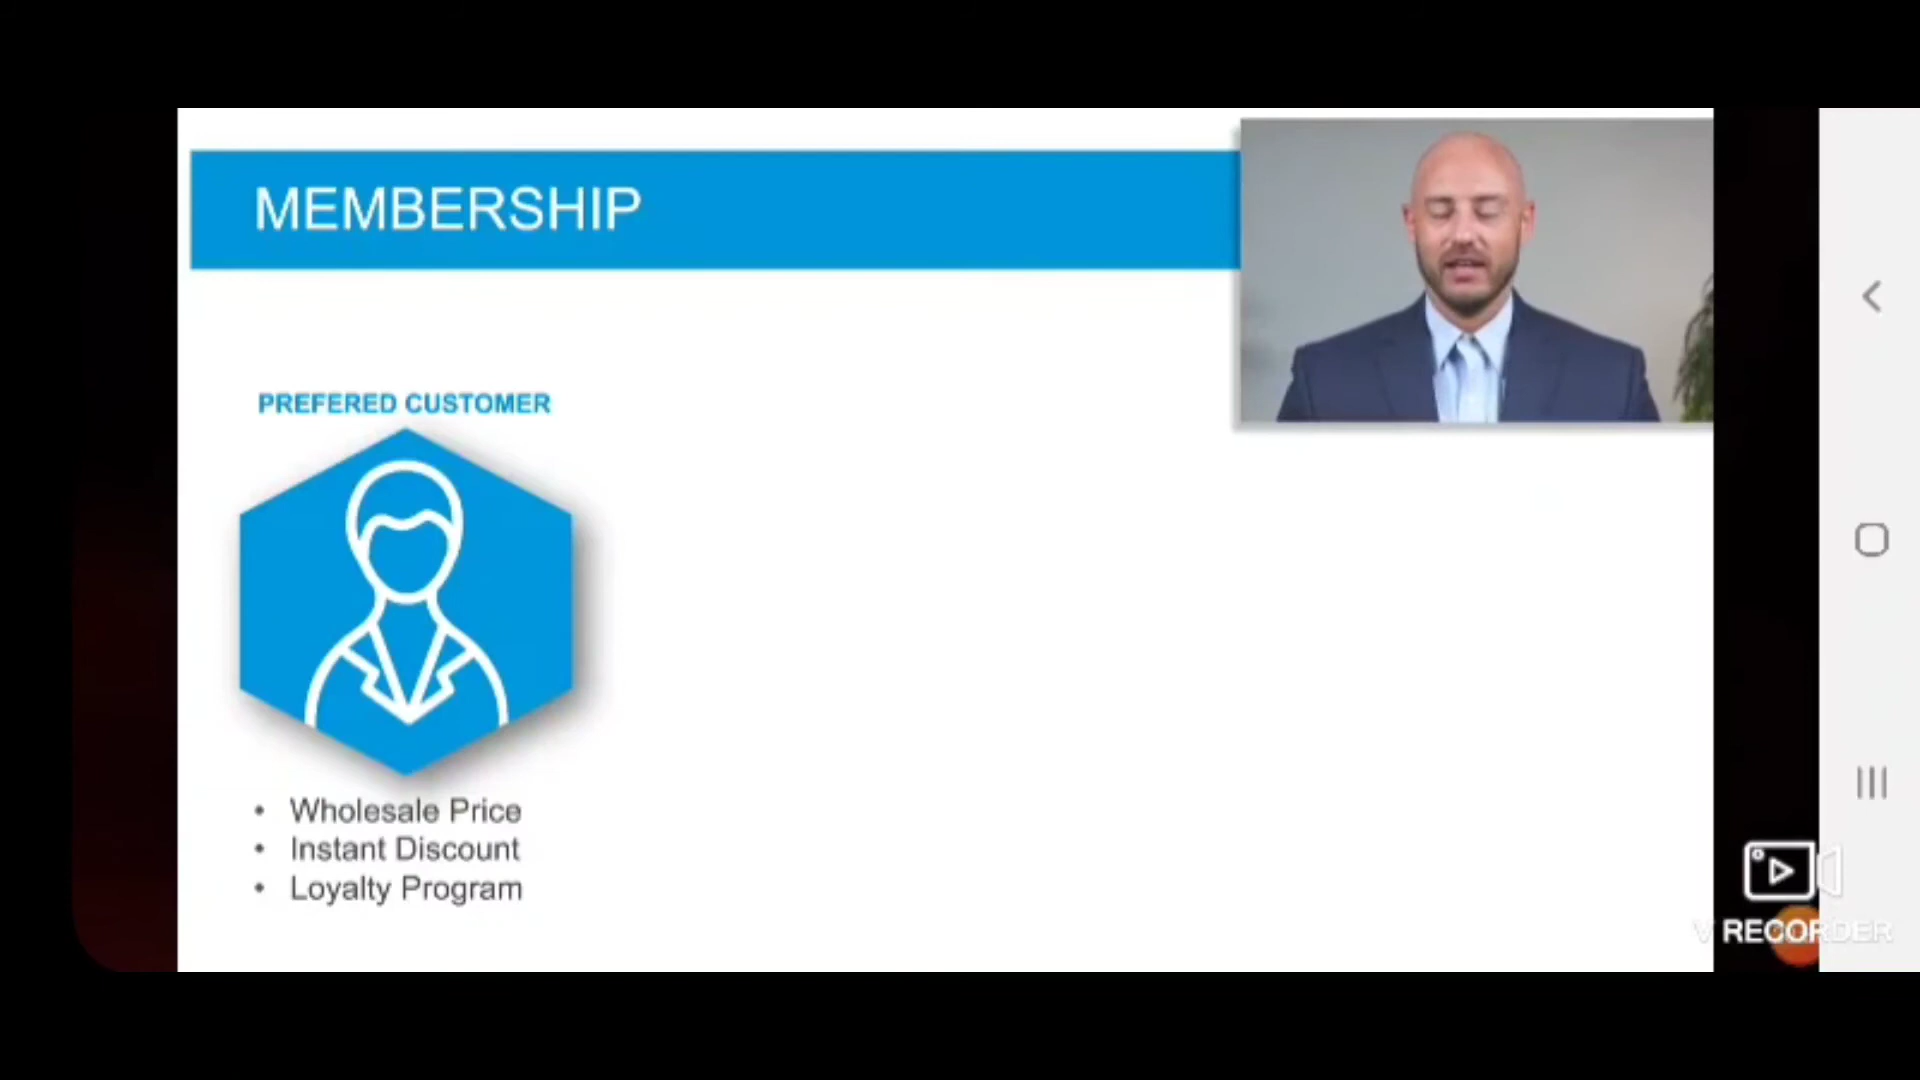 MEMBERSHIP
PREFERED CUSTOMER
• Wholesale Price
• Instant Discount
• Loyalty Program
V RECORDER